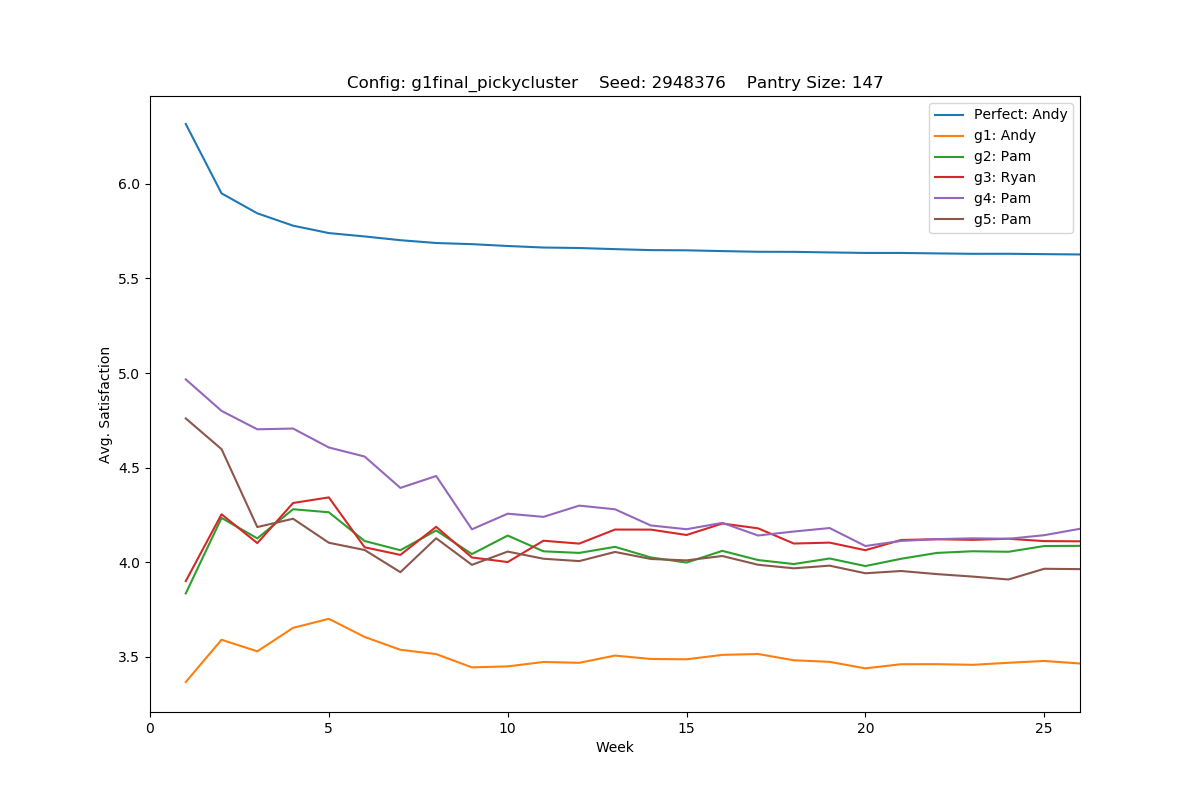 Config: g1final_pickycluster    Seed: 2948376    Pantry Size: 147
Perfect: Andy
g1: Andy
g2: Pam
g3: Ryan
g4: Pam
g5: Pam
Avg. Satisfaction
6.0
5.5
5.0
4.5
4.0
3.5
0 5 10 15 20 25
Week